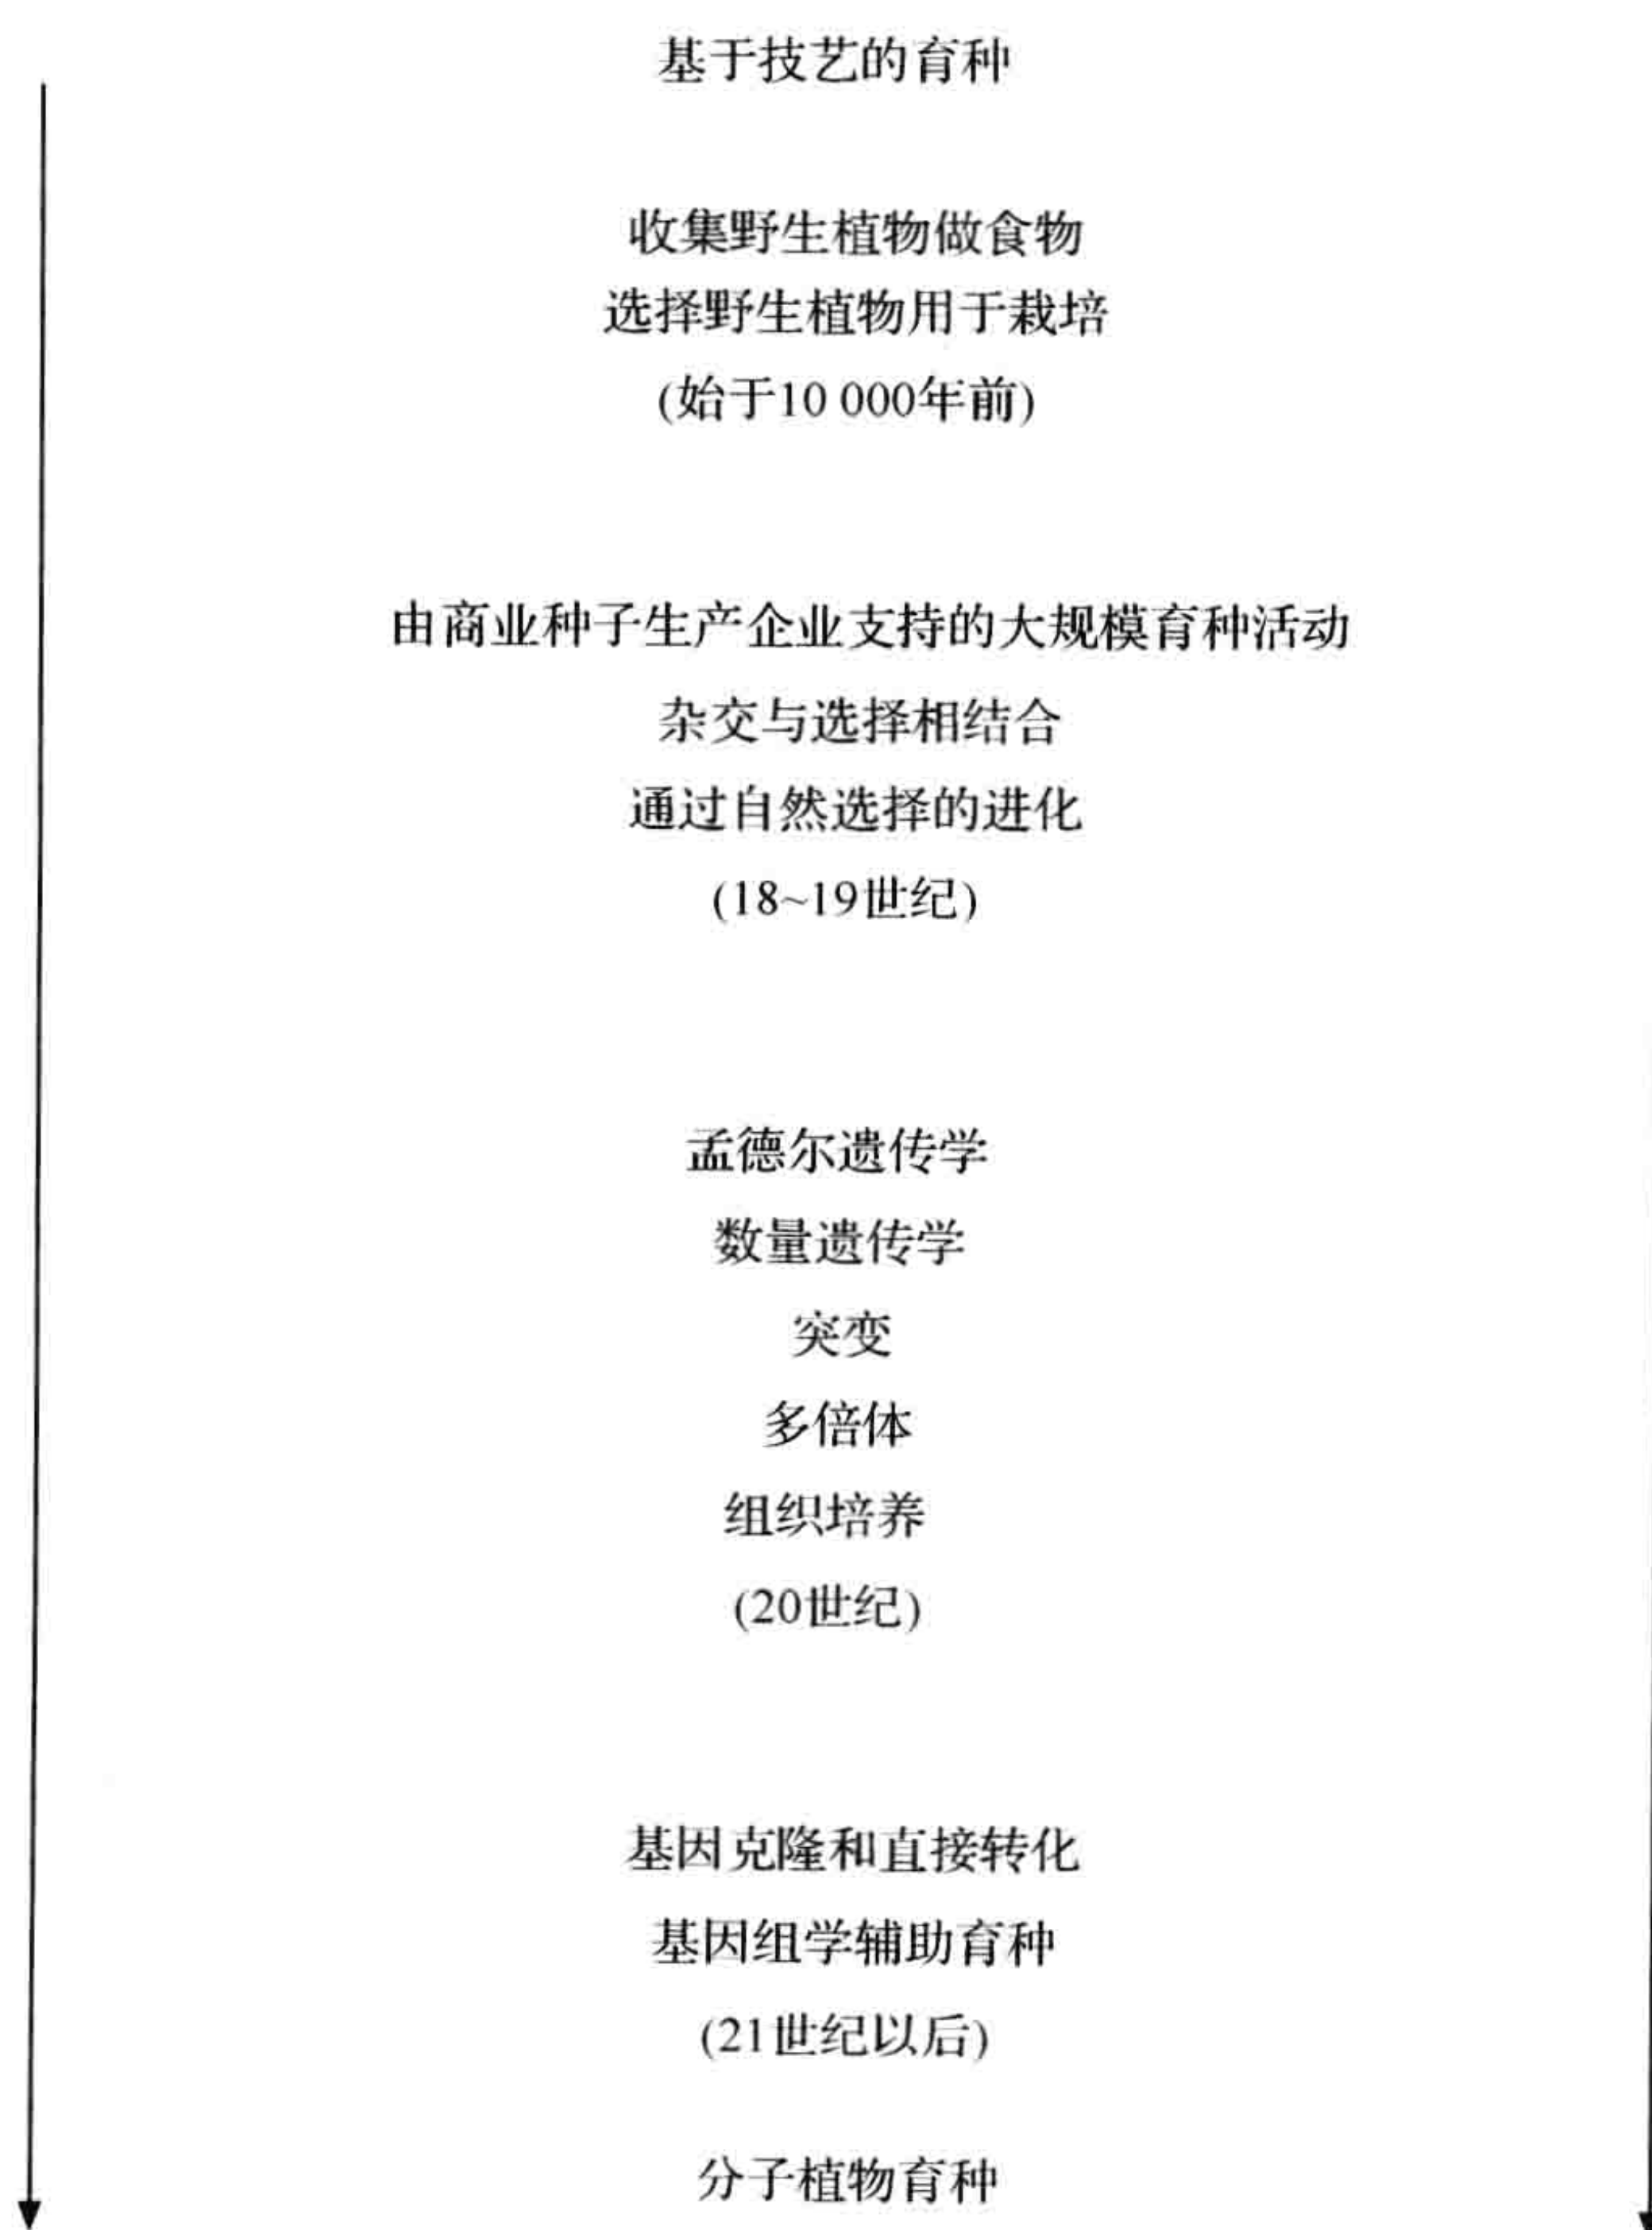 基于技艺的育种
收集野生植物做食物
选择野生植物用于栽培
(始于10 000年前)
由商业种子生产企业支持的大规模育种活动
杂交与选择相结合
通过自然选择的进化
(18~19世纪)
孟德尔遗传学
数量遗传学
突变
多倍体
组织培养
(20世纪)
基因克隆和直接转化
基因组学辅助育种
(21世纪以后)
分子植物育种